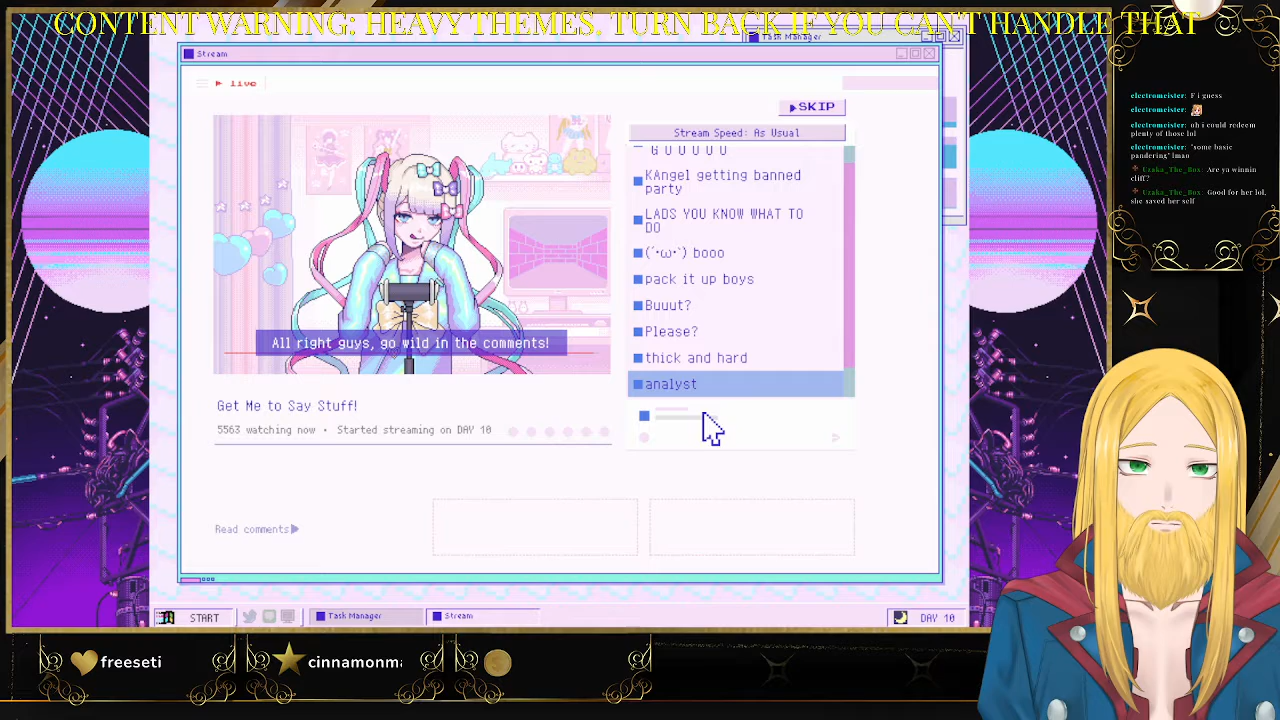 CONTENT WARNING: HEAVY THEMES. TURN BACK IF YOU CAN'T HANDLE THAT
Task Manager
Stream
live
SKIP
Stream Speed: As Usual
G U U U U U
KAngel getting banned
party
LADS YOU KNOW WHAT TO
DO
(´･ω･`) booo
pack it up boys
Buuut?
Please?
thick and hard
analyst
All right guys, go wild in the comments!
Get Me to Say Stuff!
5563 watching now • Started streaming on DAY 10
Read comments
START
Task Manager
Stream
DAY 10
electromeister: F i guess
electromeister:
electromeister: oh i could redeem
plenty of those lol
electromeister: "some basic
pandering" lmao
Uzaka_The_Box: Are ya winnin
cliff?
Uzaka_The_Box: Good for her lol,
she saved her self
freeseti
cinnamonm